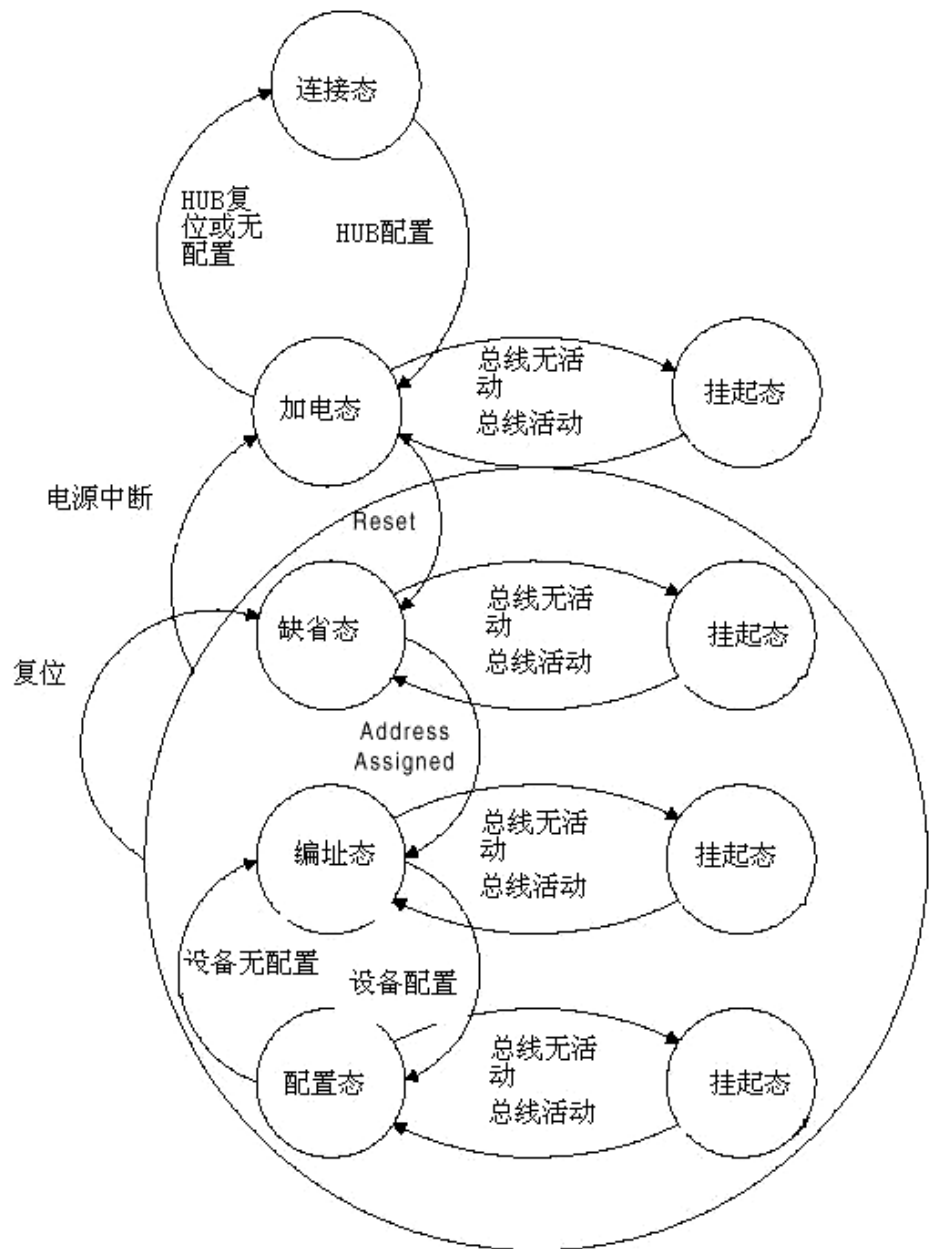 连接态
HUB复
位或无
配置
HUB配置
加电态
总线无活
动
总线活动
挂起态
电源中断
Reset
缺省态
总线无活
动
总线活动
挂起态
复位
Address
Assigned
编址态
总线无活
动
总线活动
挂起态
设备无配置
设备配置
配置态
总线无活
动
总线活动
挂起态